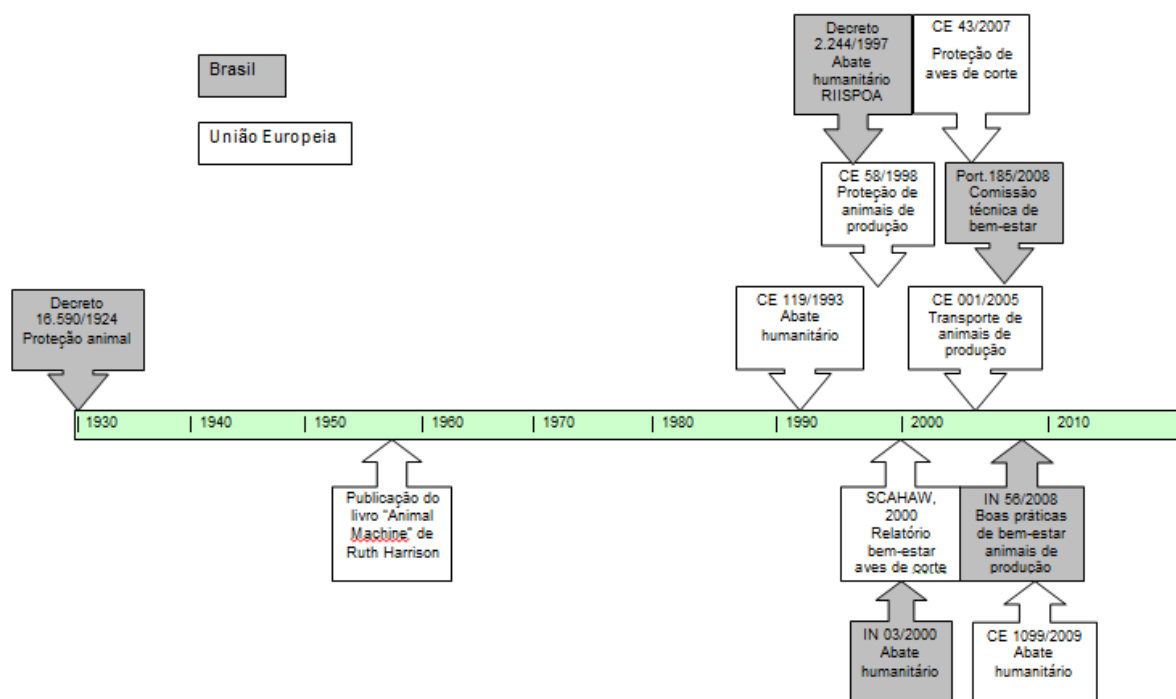 Brasil
União Europeia
Decreto
2.244/1997
Abate
humanitário
RIISPOA
CE 43/2007
Proteção de
aves de corte
CE 58/1998
Proteção de
animais de
produção
Port.185/2008
Comissão
técnica de
bem-estar
Decreto
16.590/1924
Proteção animal
CE 119/1993
Abate
humanitário
CE 001/2005
Transporte de
animais de
produção
| 1930 | 1940 | 1950 | 1960 | 1970 | 1980 | 1990 | 2000 | 2010
Publicação do
livro “Animal
Machine” de
Ruth Harrison
SCAHAW,
2000
Relatório
bem-estar
aves de corte
IN 56/2008
Boas práticas
de bem-estar
animais de
produção
IN 03/2000
Abate
humanitário
CE 1099/2009
Abate
humanitário